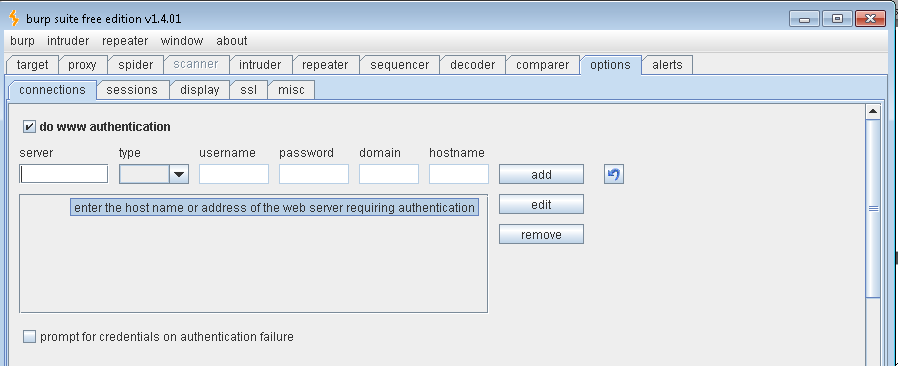 burp suite free edition v1.4.01
burp intruder repeater window about
target proxy spider scanner intruder repeater sequencer decoder comparer options alerts
connections sessions display ssl misc
do www authentication
server type username password domain hostname
add
enter the host name or address of the web server requiring authentication
edit
remove
prompt for credentials on authentication failure